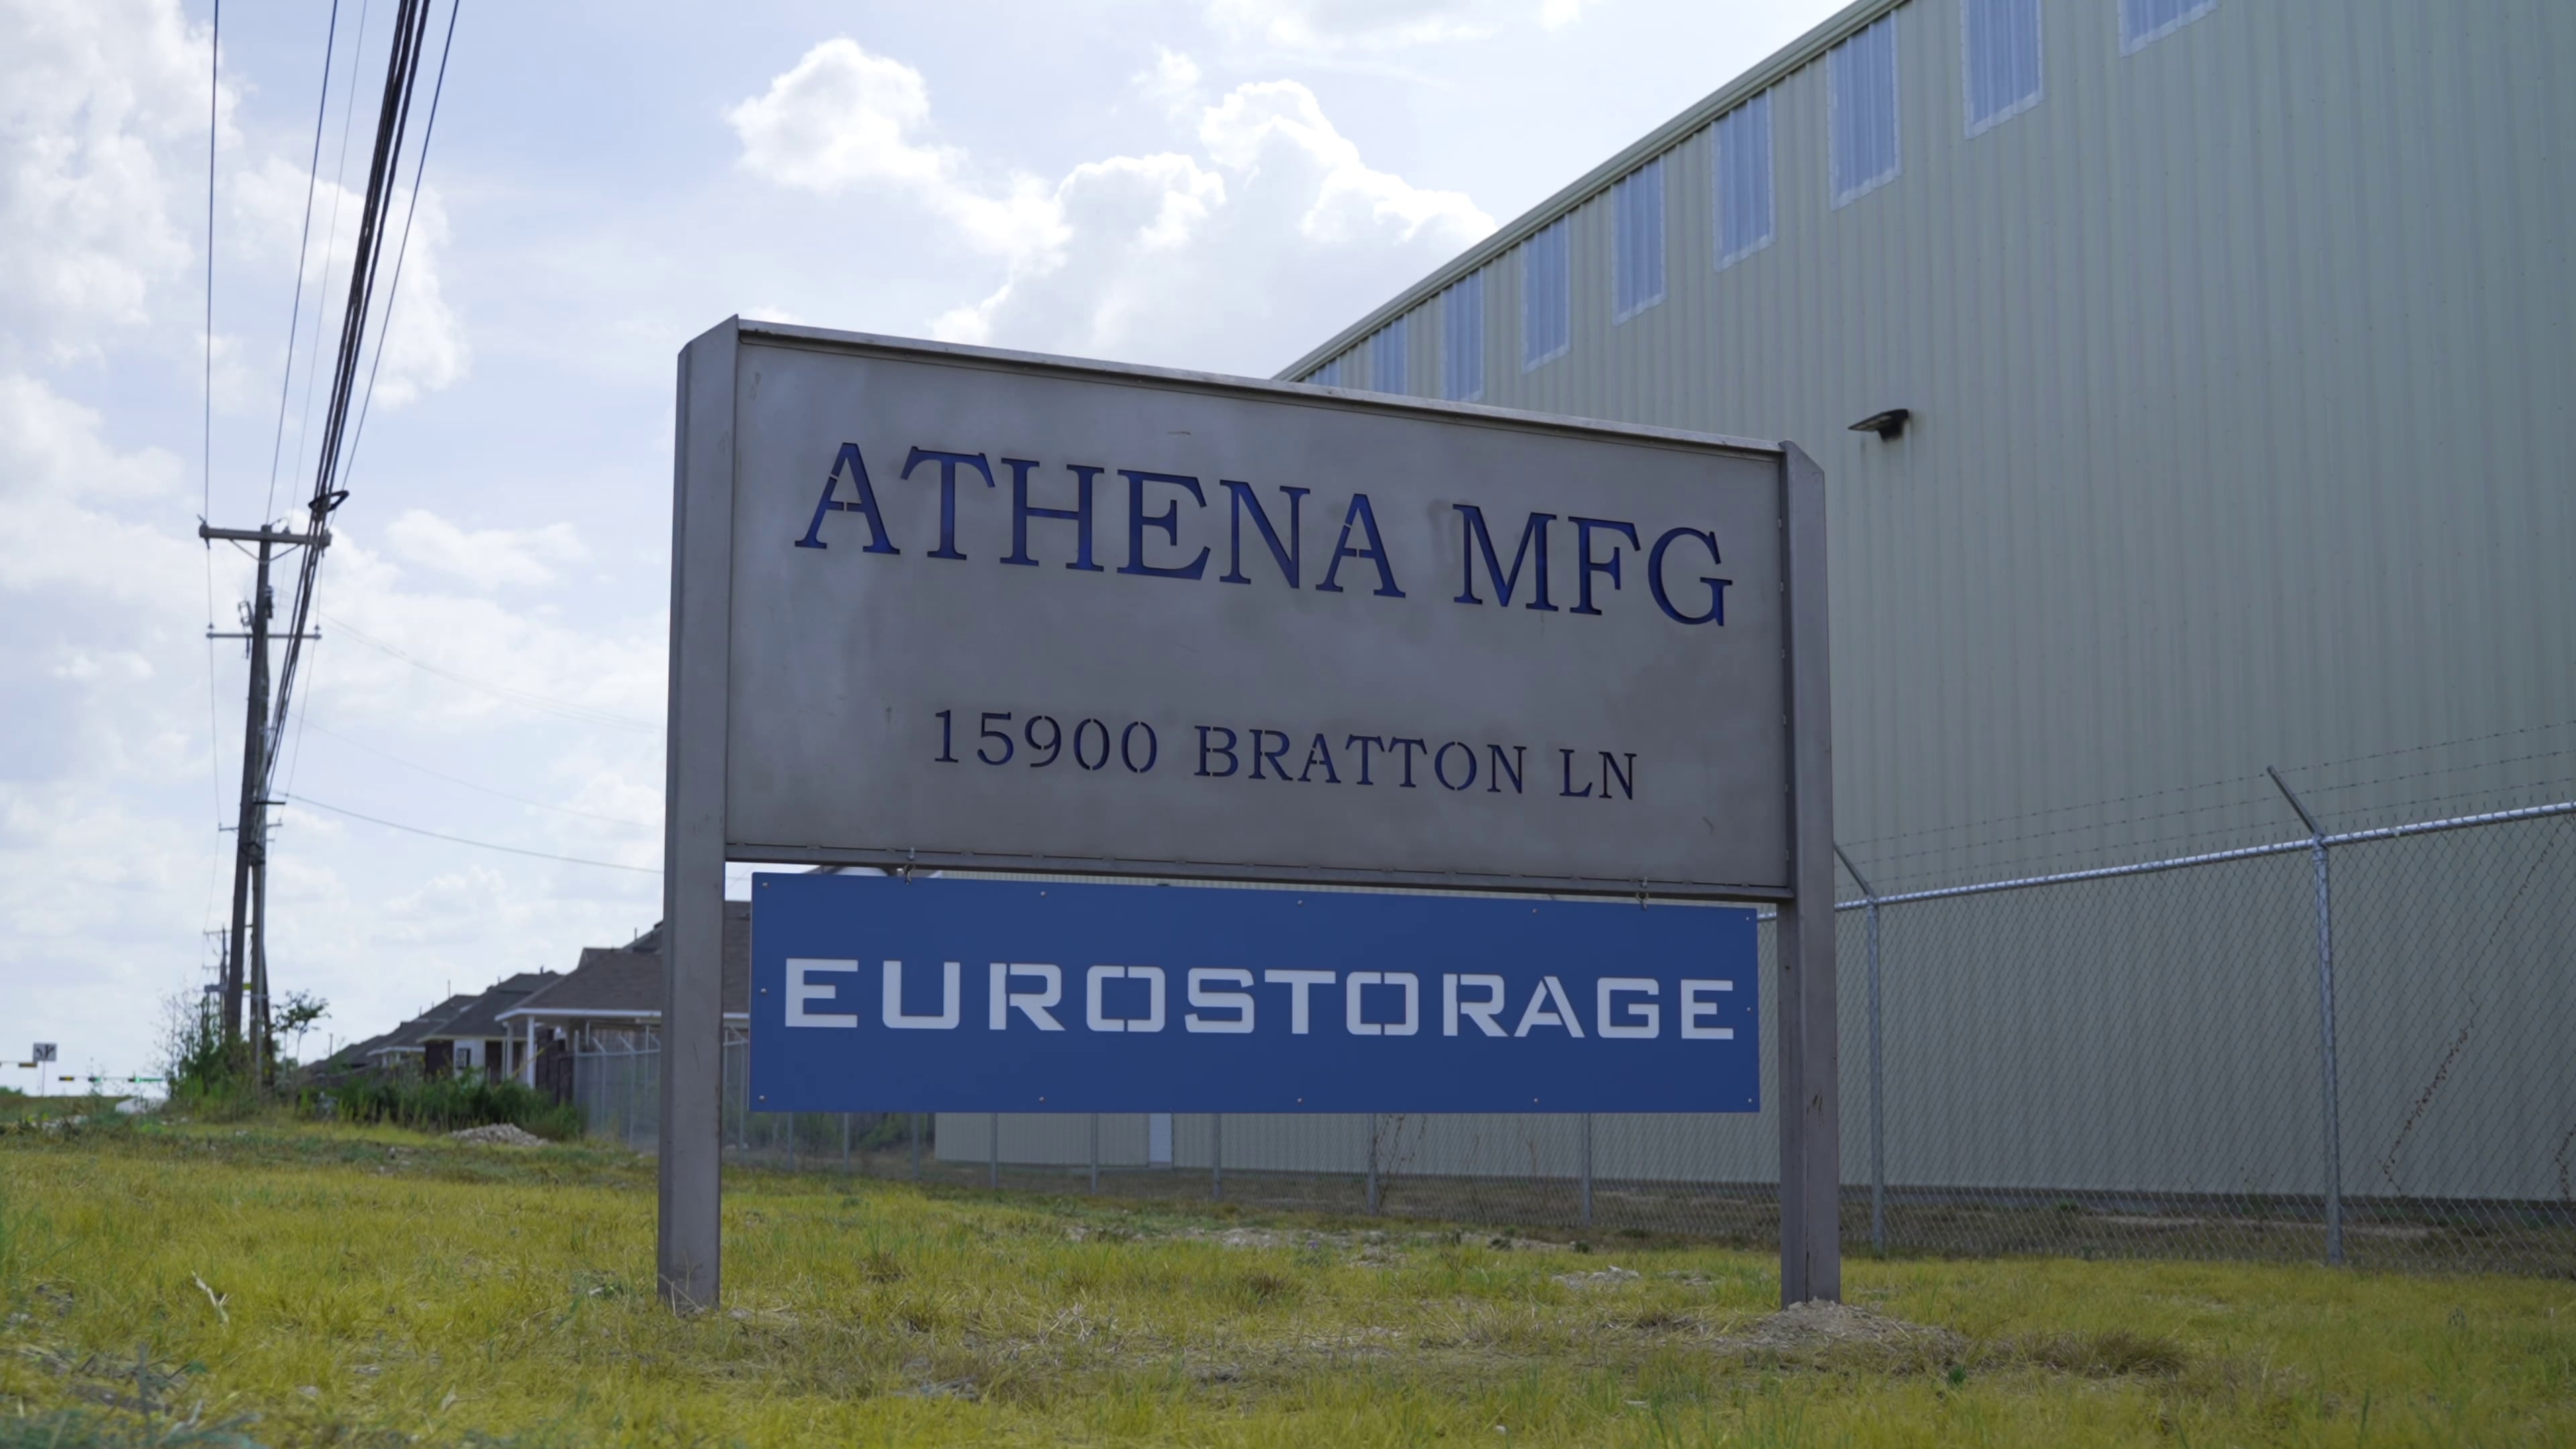 ATHENA MFG
15900 BRATTON LN
EUROSTORAGE